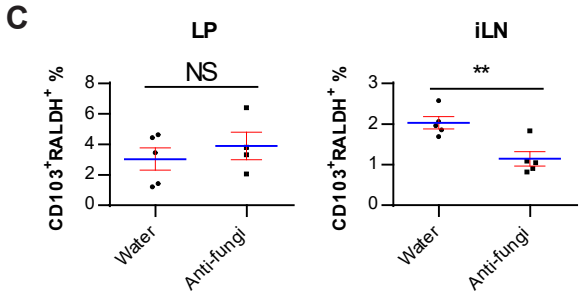 C
LP
iLN
CD103⁺RALDH⁺ %
8
6
4
2
0
NS
Water
Anti-fungi
CD103⁺RALDH⁺ %
3
2
1
0
**
Water
Anti-fungi